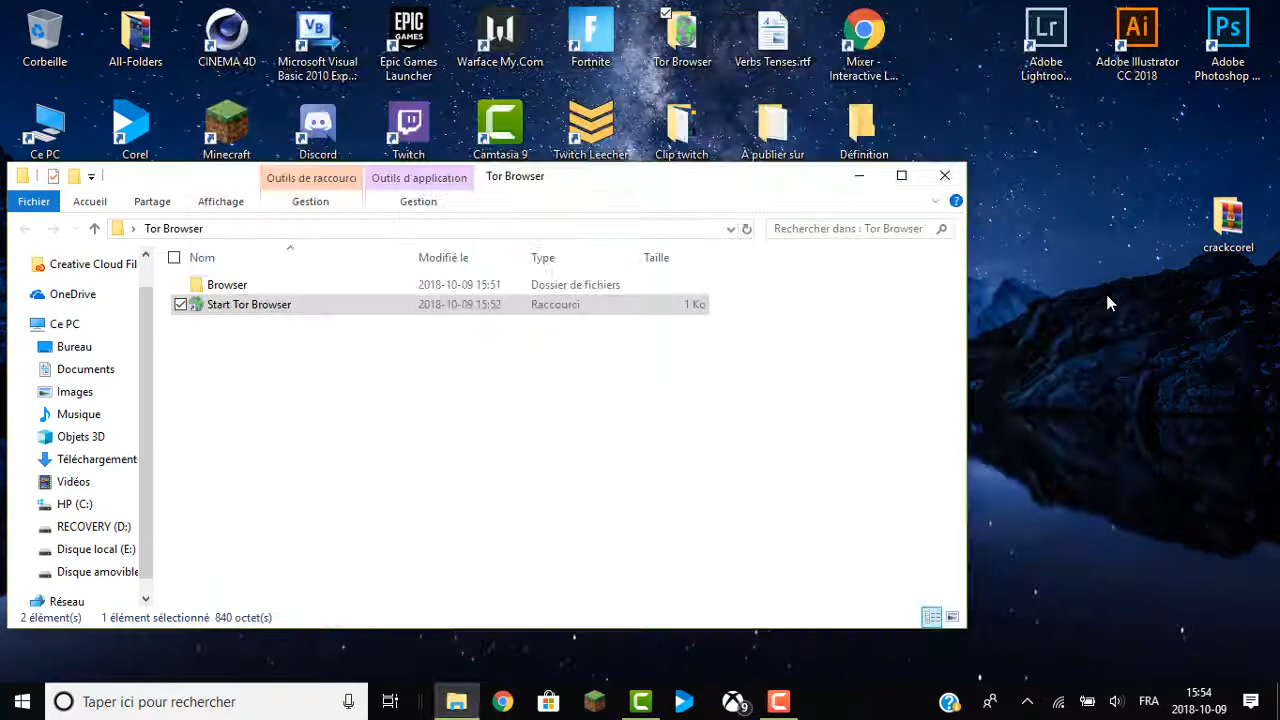 Corbeille
All-Folders
CINEMA 4D
Microsoft Visual
Basic 2010 Exp...
EPIC
GAMES
Epic Games
Launcher
Warface My.Com
Fortnite
Tor Browser
Verbs Tenses.rtf
Mixer -
Interactive L...
Lr
Adobe
Lightroo...
Ai
Adobe Illustrator
CC 2018
Ps
Adobe
Photoshop ...
Ce PC
Corel
Minecraft
Discord
Twitch
Camtasia 9
Twitch Leecher
Clip twitch
À publier sur
Définition
crackcorel
Outils de raccourci
Outils d'application
Tor Browser
Fichier
Accueil
Partage
Affichage
Gestion
Gestion
Tor Browser
Rechercher dans : Tor Browser
Nom
Modifié le
Type
Taille
Browser
2018-10-09 15:51
Dossier de fichiers
Start Tor Browser
2018-10-09 15:52
Raccourci
1 Ko
Creative Cloud Fil
OneDrive
Ce PC
Bureau
Documents
Images
Musique
Objets 3D
Téléchargement
Vidéos
HP (C:)
RECOVERY (D:)
Disque local (E:)
Disque amovible
Réseau
2 élément(s)
1 élément sélectionné 840 octet(s)
Taper ici pour rechercher
9
FRA
15:54
2018-10-09